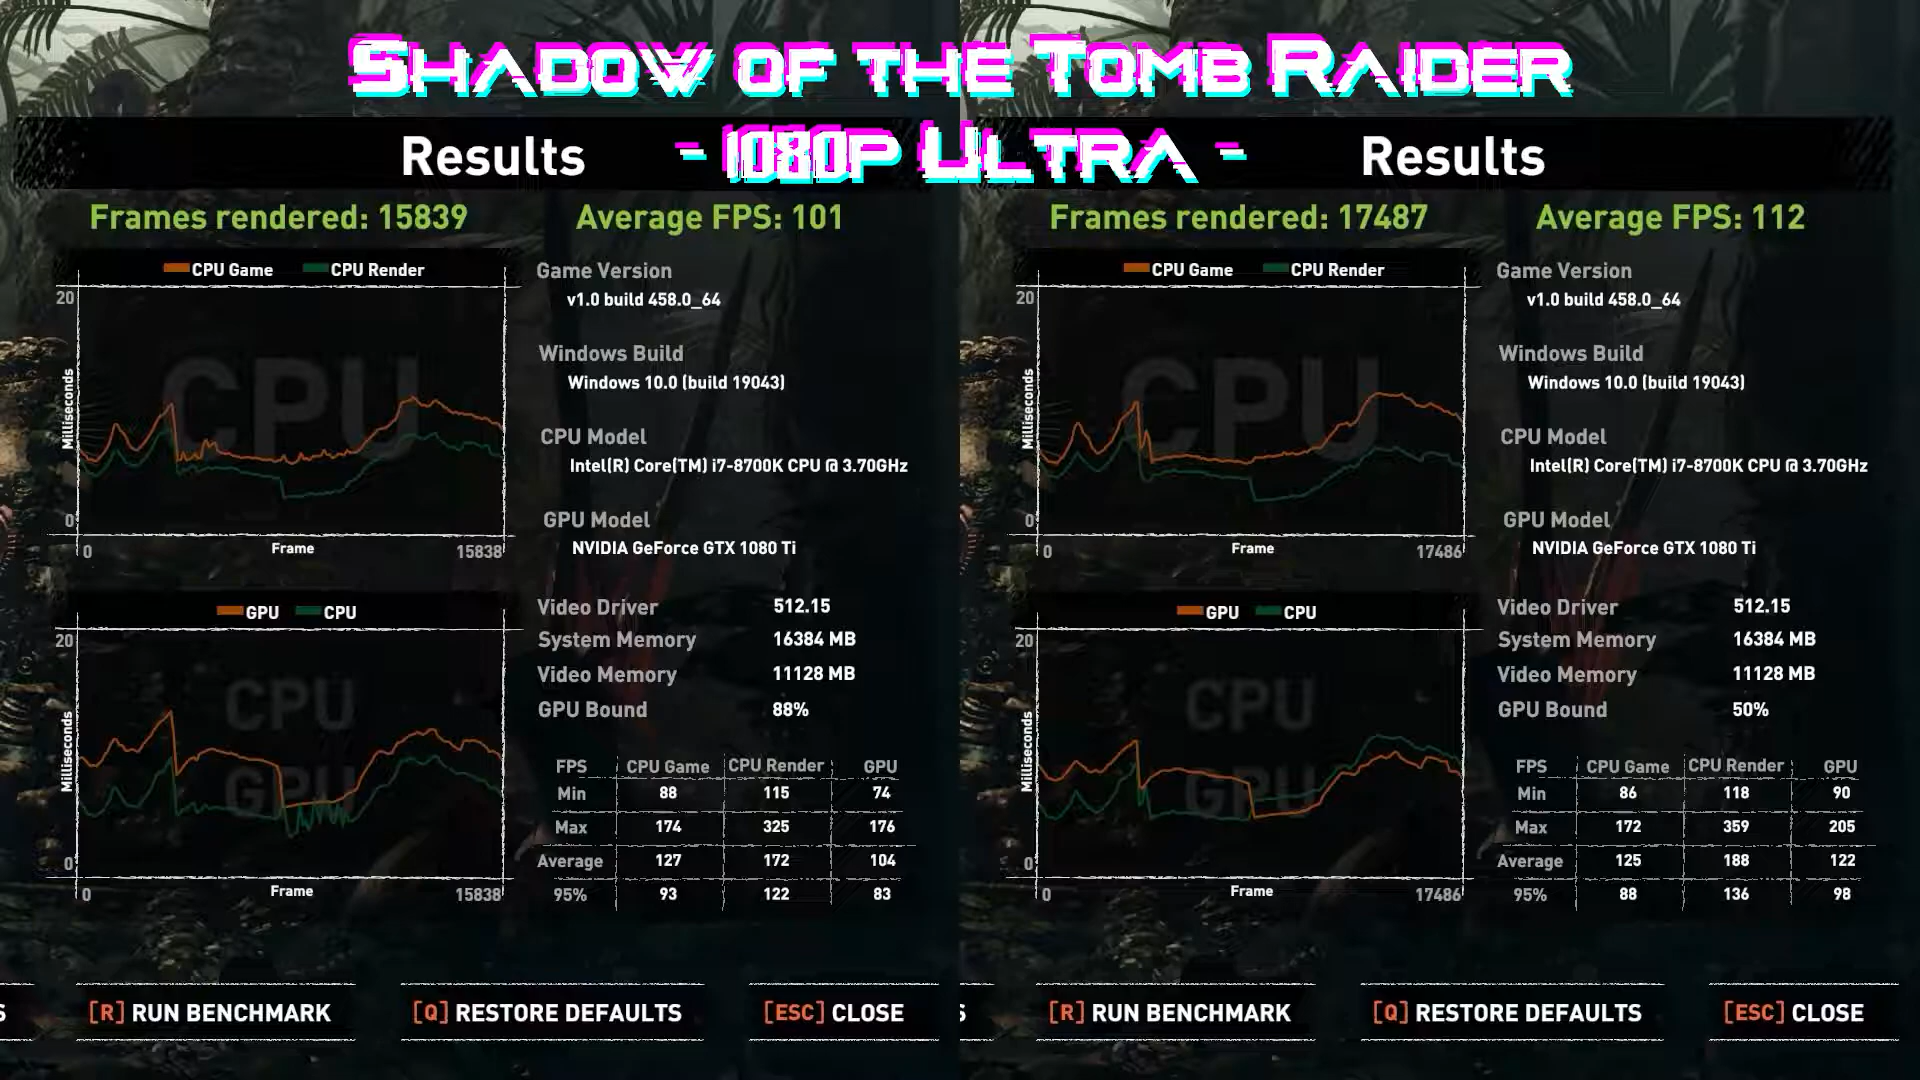 SHADOW OF THE TOMB RAIDER
- 1080P ULTRA -
Results
Frames rendered: 15839
Average FPS: 101
CPU Game CPU Render
CPU
20
Milliseconds
0
0 Frame 15838
GPU CPU
CPU
GPU
20
Milliseconds
0
0 Frame 15838
Game Version
v1.0 build 458.0_64
Windows Build
Windows 10.0 (build 19043)
CPU Model
Intel(R) Core(TM) i7-8700K CPU @ 3.70GHz
GPU Model
NVIDIA GeForce GTX 1080 Ti
Video Driver 512.15
System Memory 16384 MB
Video Memory 11128 MB
GPU Bound 88%
FPS CPU Game CPU Render GPU
Min 88 115 74
Max 174 325 176
Average 127 172 104
95% 93 122 83
S [R] RUN BENCHMARK [Q] RESTORE DEFAULTS [ESC] CLOSE
Results
Frames rendered: 17487
Average FPS: 112
CPU Game CPU Render
CPU
20
Milliseconds
0
0 Frame 17486
GPU CPU
CPU
GPU
20
Milliseconds
0
0 Frame 17486
Game Version
v1.0 build 458.0_64
Windows Build
Windows 10.0 (build 19043)
CPU Model
Intel(R) Core(TM) i7-8700K CPU @ 3.70GHz
GPU Model
NVIDIA GeForce GTX 1080 Ti
Video Driver 512.15
System Memory 16384 MB
Video Memory 11128 MB
GPU Bound 50%
FPS CPU Game CPU Render GPU
Min 86 118 90
Max 172 359 205
Average 125 188 122
95% 88 136 98
S [R] RUN BENCHMARK [Q] RESTORE DEFAULTS [ESC] CLOSE